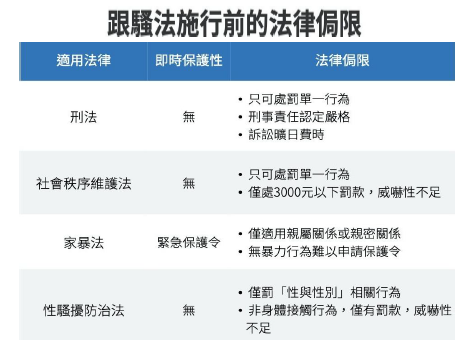 跟騷法施行前的法律侷限
適用法律 即時保護性 法律侷限
刑法 無
• 只可處罰單一行為
• 刑事責任認定嚴格
• 訴訟曠日費時
社會秩序維護法 無
• 只可處罰單一行為
• 僅處3000元以下罰款，威嚇性不足
家暴法 緊急保護令
• 僅適用親屬關係或親密關係
• 無暴力行為難以申請保護令
性騷擾防治法 無
• 僅罰「性與性別」相關行為
• 非身體接觸行為，僅有罰款，威嚇性
不足